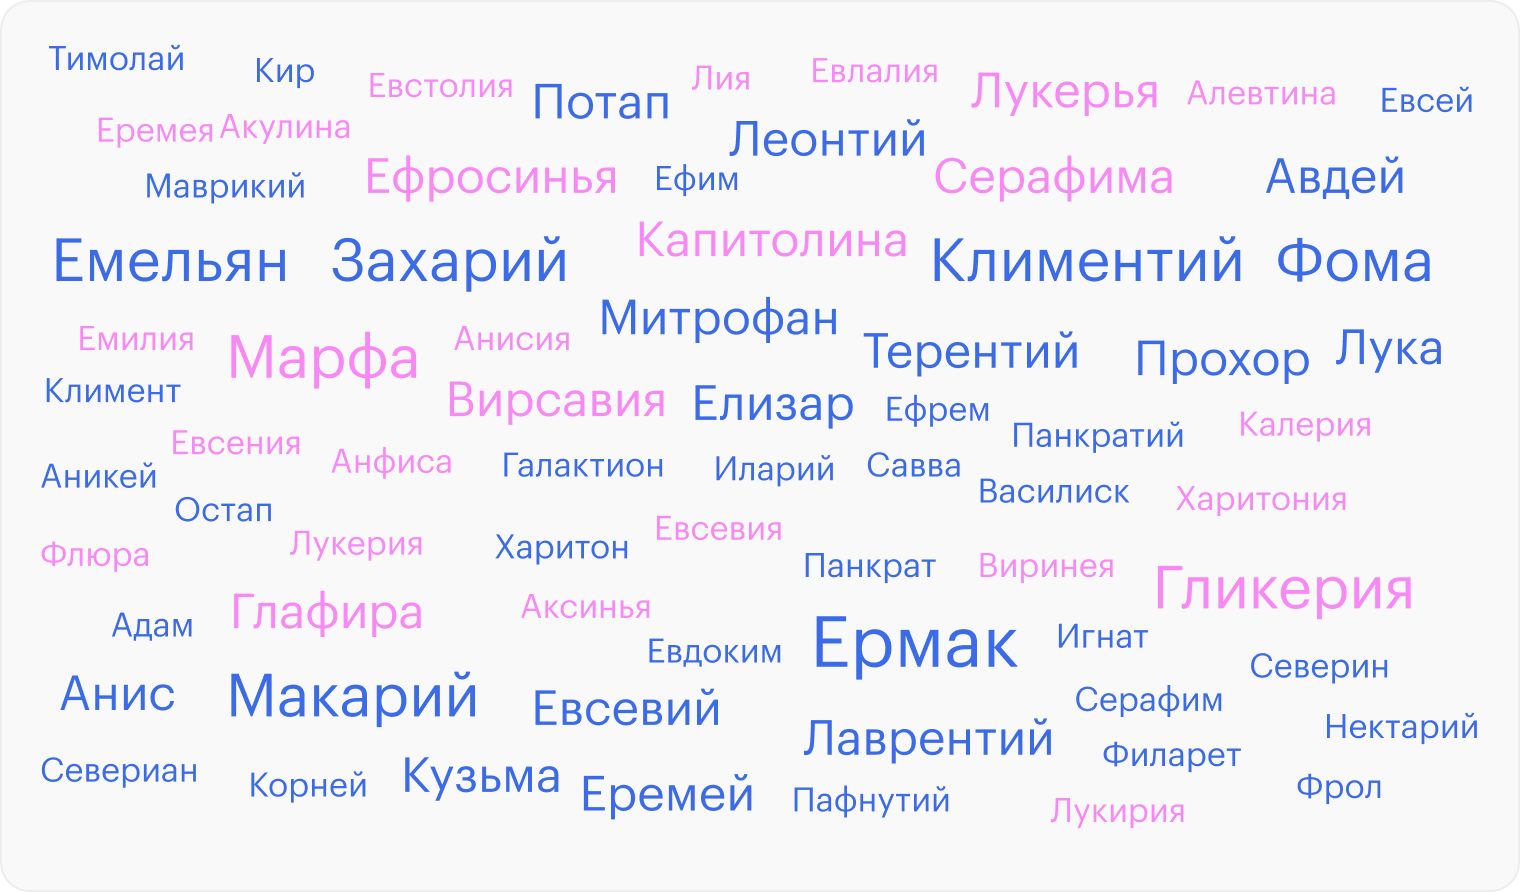 Тимолай
Кир
Евстолия
Потап
Лия
Евлалия
Лукерья
Алевтина
Евсей
Еремея
Акулина
Леонтий
Маврикий
Ефросинья
Ефим
Серафима
Авдей
Емельян
Захарий
Капитолина
Климентий
Фома
Митрофан
Емилия
Марфа
Анисия
Терентий
Прохор
Лука
Климент
Вирсавия
Елизар
Ефрем
Панкратий
Калерия
Евсения
Анфиса
Галактион
Иларий
Савва
Аникей
Василиск
Харитония
Остап
Лукерия
Харитон
Евсевия
Флюра
Панкрат
Виринея
Гликерия
Адам
Глафира
Аксинья
Евдоким
Ермак
Игнат
Северин
Анис
Макарий
Евсевий
Серафим
Лаврентий
Нектарий
Филарет
Севериан
Корней
Кузьма
Еремей
Пафнутий
Фрол
Лукирия